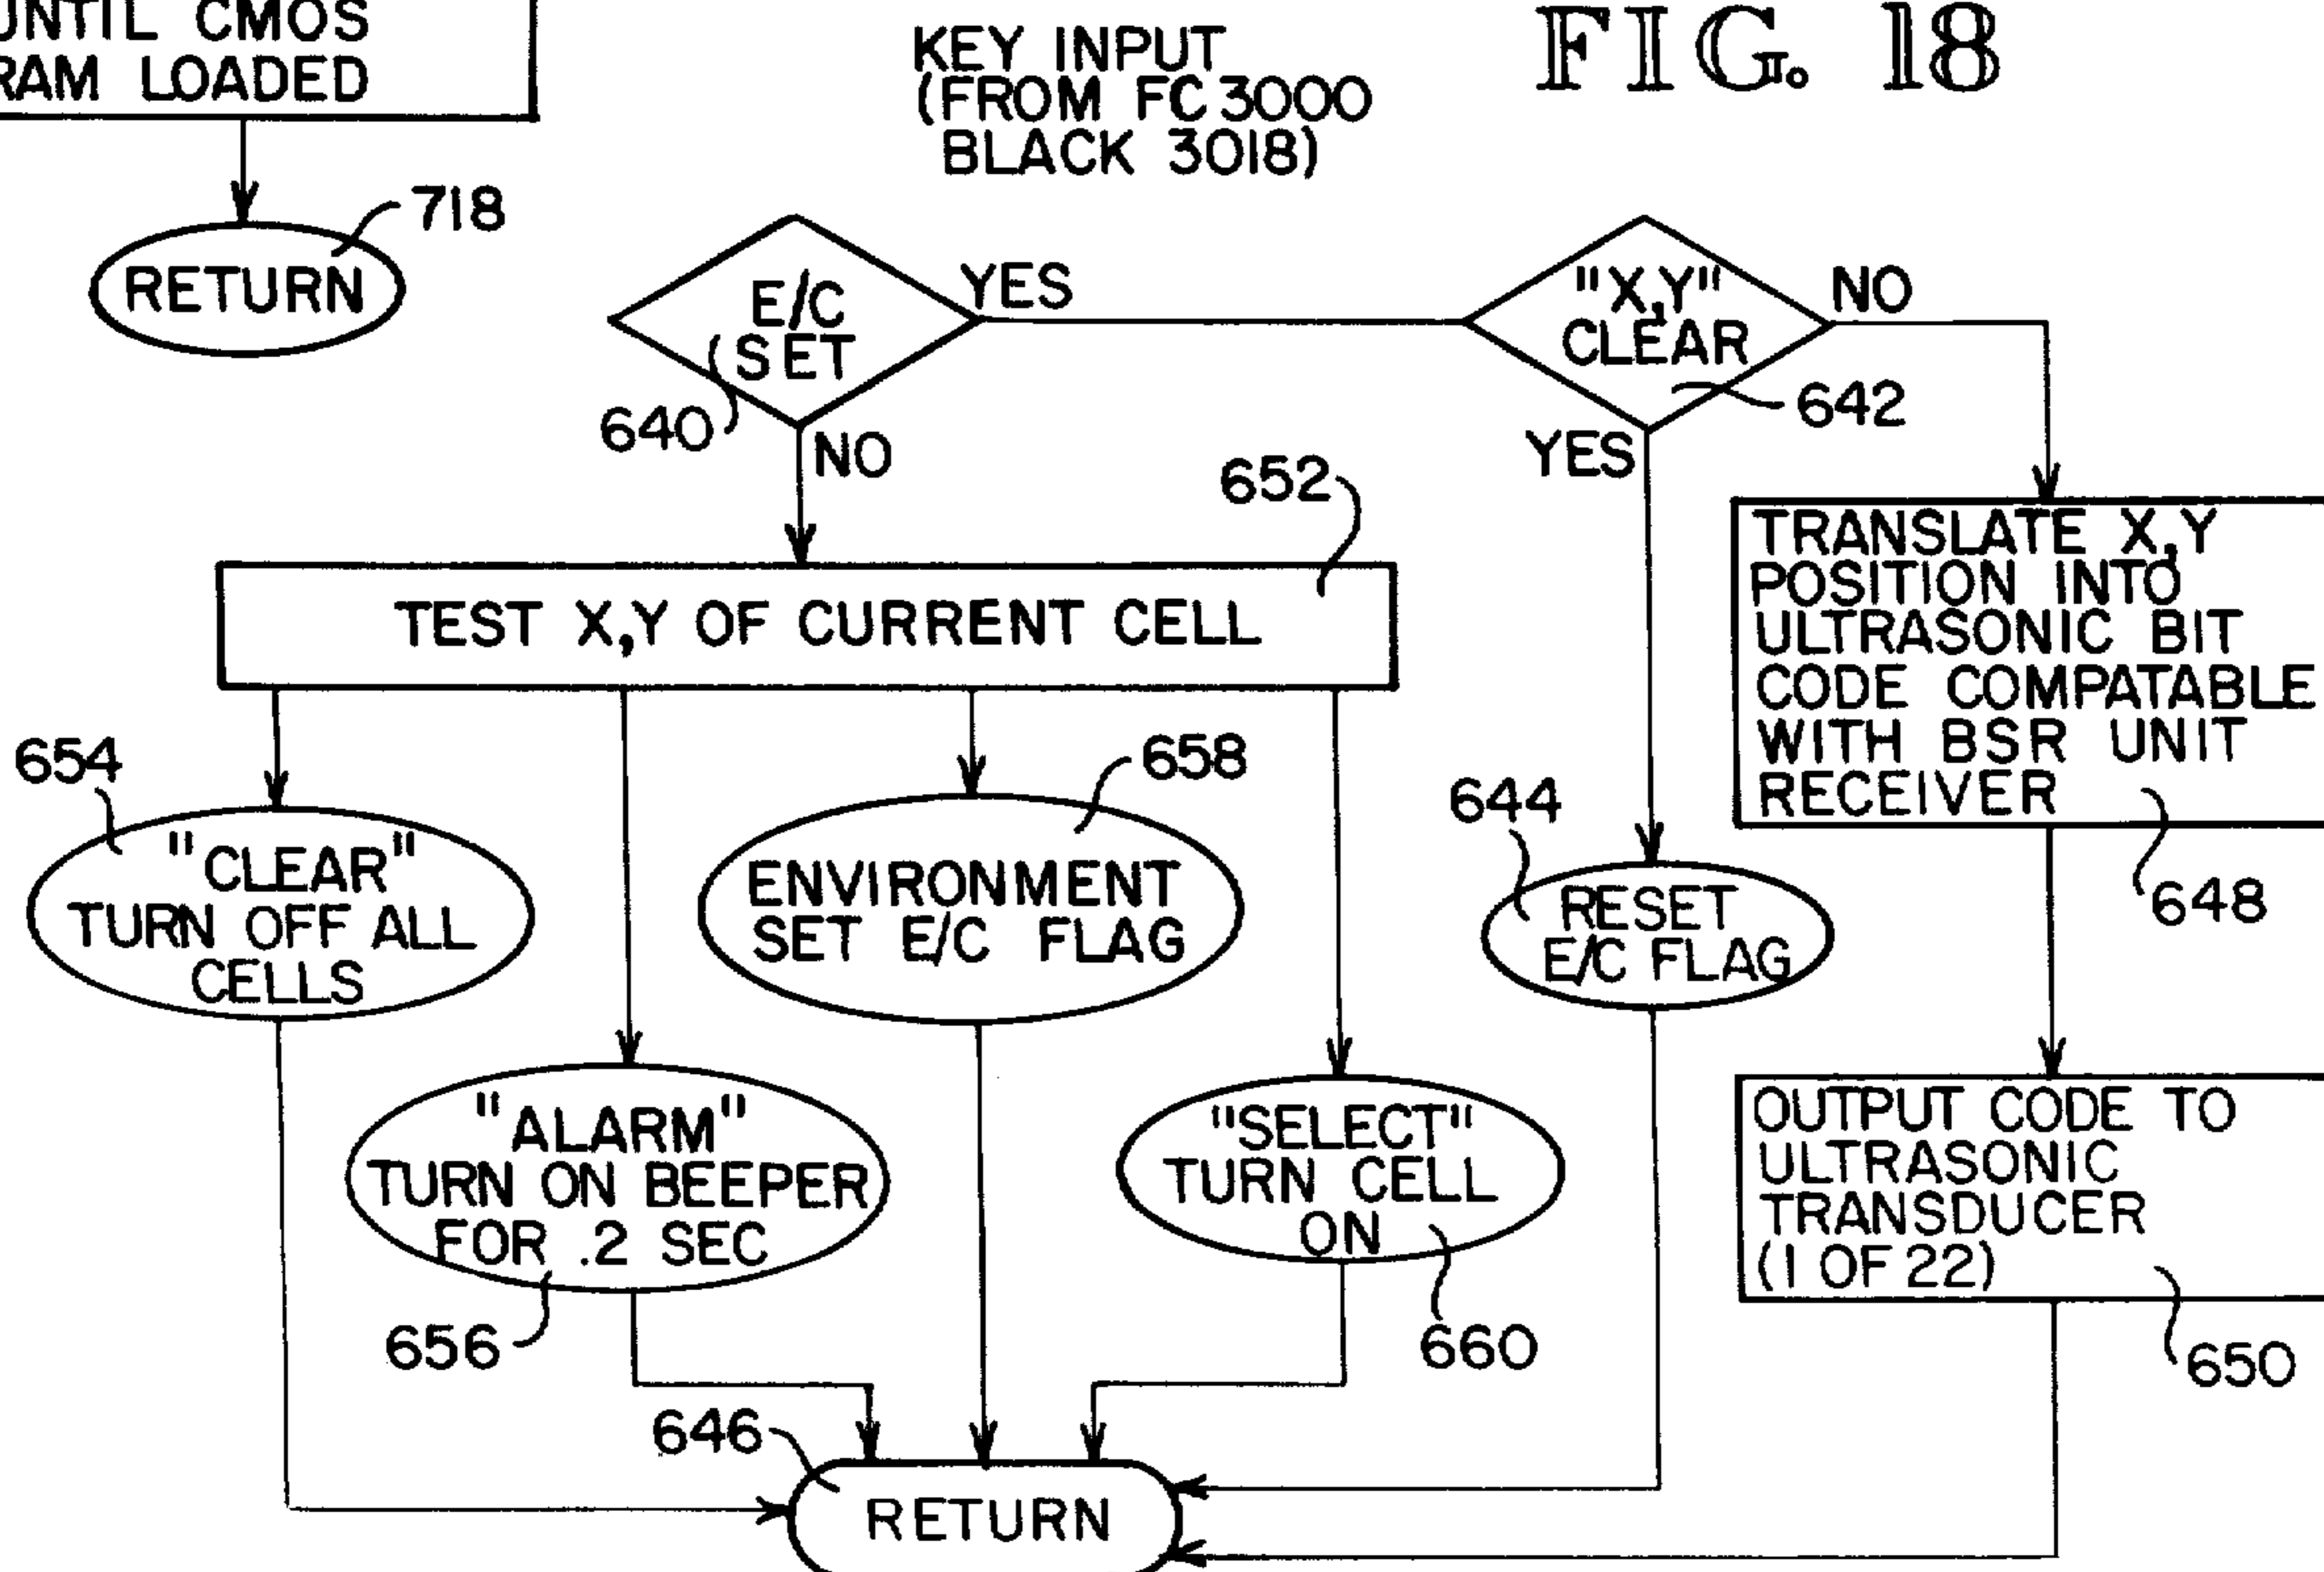 UNTIL CMOS
RAM LOADED
718
RETURN
KEY INPUT
(FROM FC3000
BLACK 3018)
FIG. 18
E/C
(SET
YES
640
NO
"X,Y"
CLEAR
NO
642
YES
652
TEST X,Y OF CURRENT CELL
TRANSLATE X,Y
POSITION INTO
ULTRASONIC BIT
CODE COMPATABLE
WITH BSR UNIT
RECEIVER
648
654
"CLEAR"
TURN OFF ALL
CELLS
658
ENVIRONMENT
SET E/C FLAG
644
RESET
E/C FLAG
"ALARM"
TURN ON BEEPER
FOR .2 SEC
656
"SELECT"
TURN CELL
ON
660
OUTPUT CODE TO
ULTRASONIC
TRANSDUCER
(1 OF 22)
650
646
RETURN